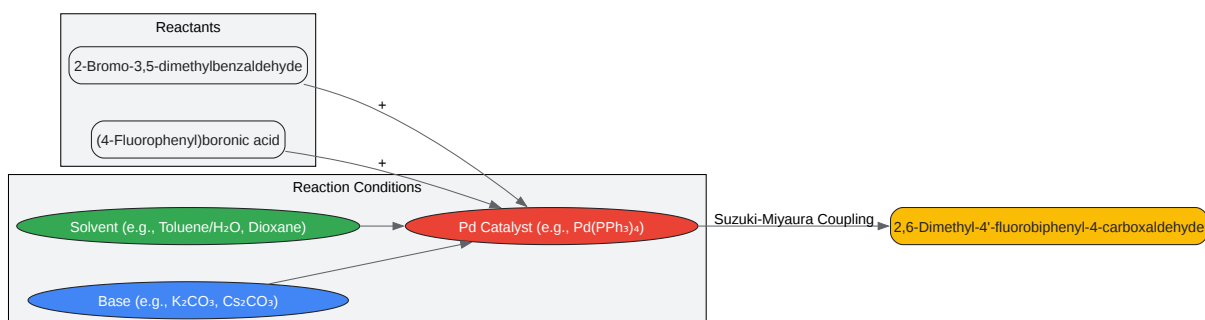 Reactants
2-Bromo-3,5-dimethylbenzaldehyde
+
(4-Fluorophenyl)boronic acid
+
Reaction Conditions
Solvent (e.g., Toluene/H₂O, Dioxane)
Pd Catalyst (e.g., Pd(PPh₃)₄)
Suzuki-Miyaura Coupling
2,6-Dimethyl-4'-fluorobiphenyl-4-carboxaldehyde
Base (e.g., K₂CO₃, Cs₂CO₃)